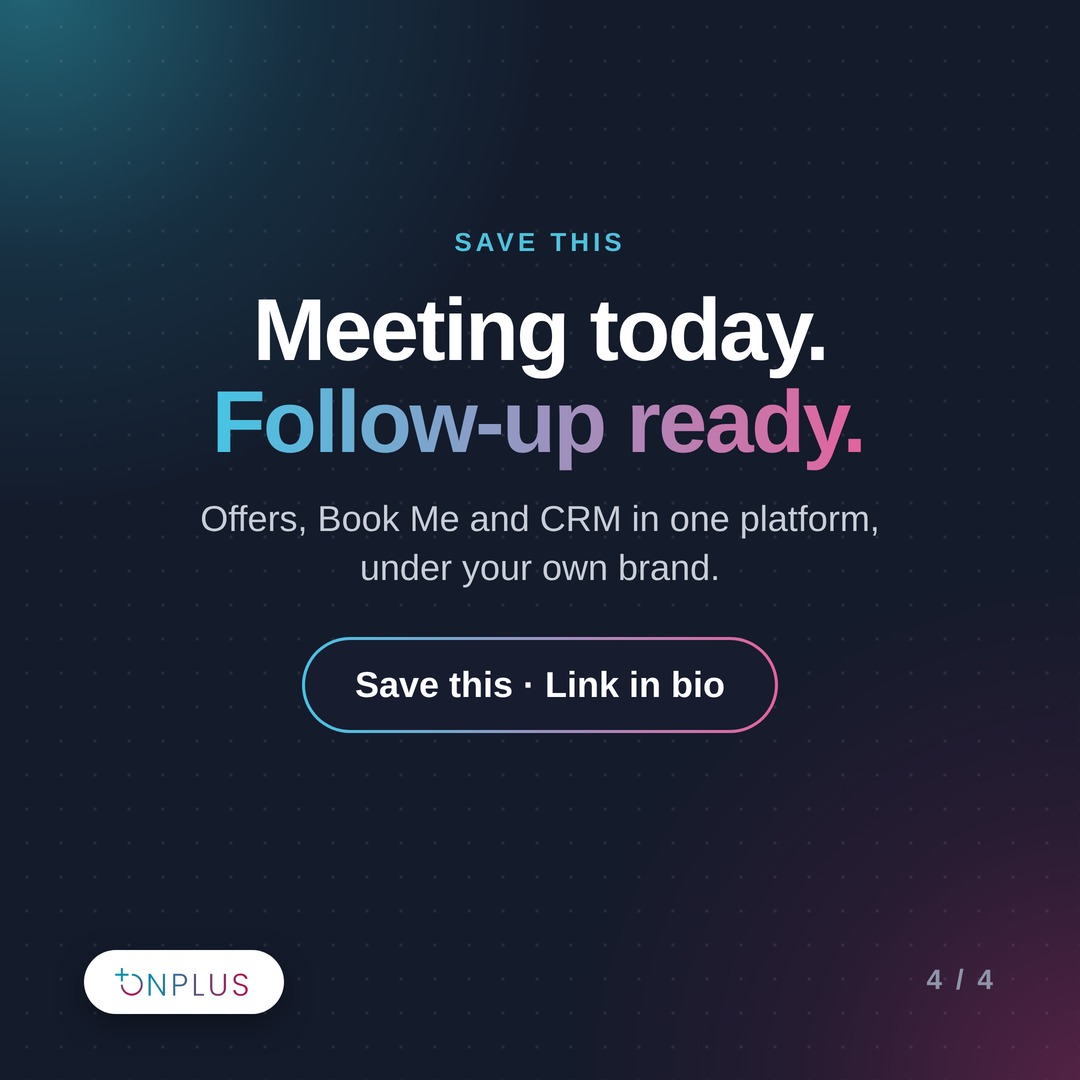 SAVE THIS
Meeting today.
Follow-up ready.
Offers, Book Me and CRM in one platform,
under your own brand.
Save this · Link in bio
ONPLUS
4 / 4